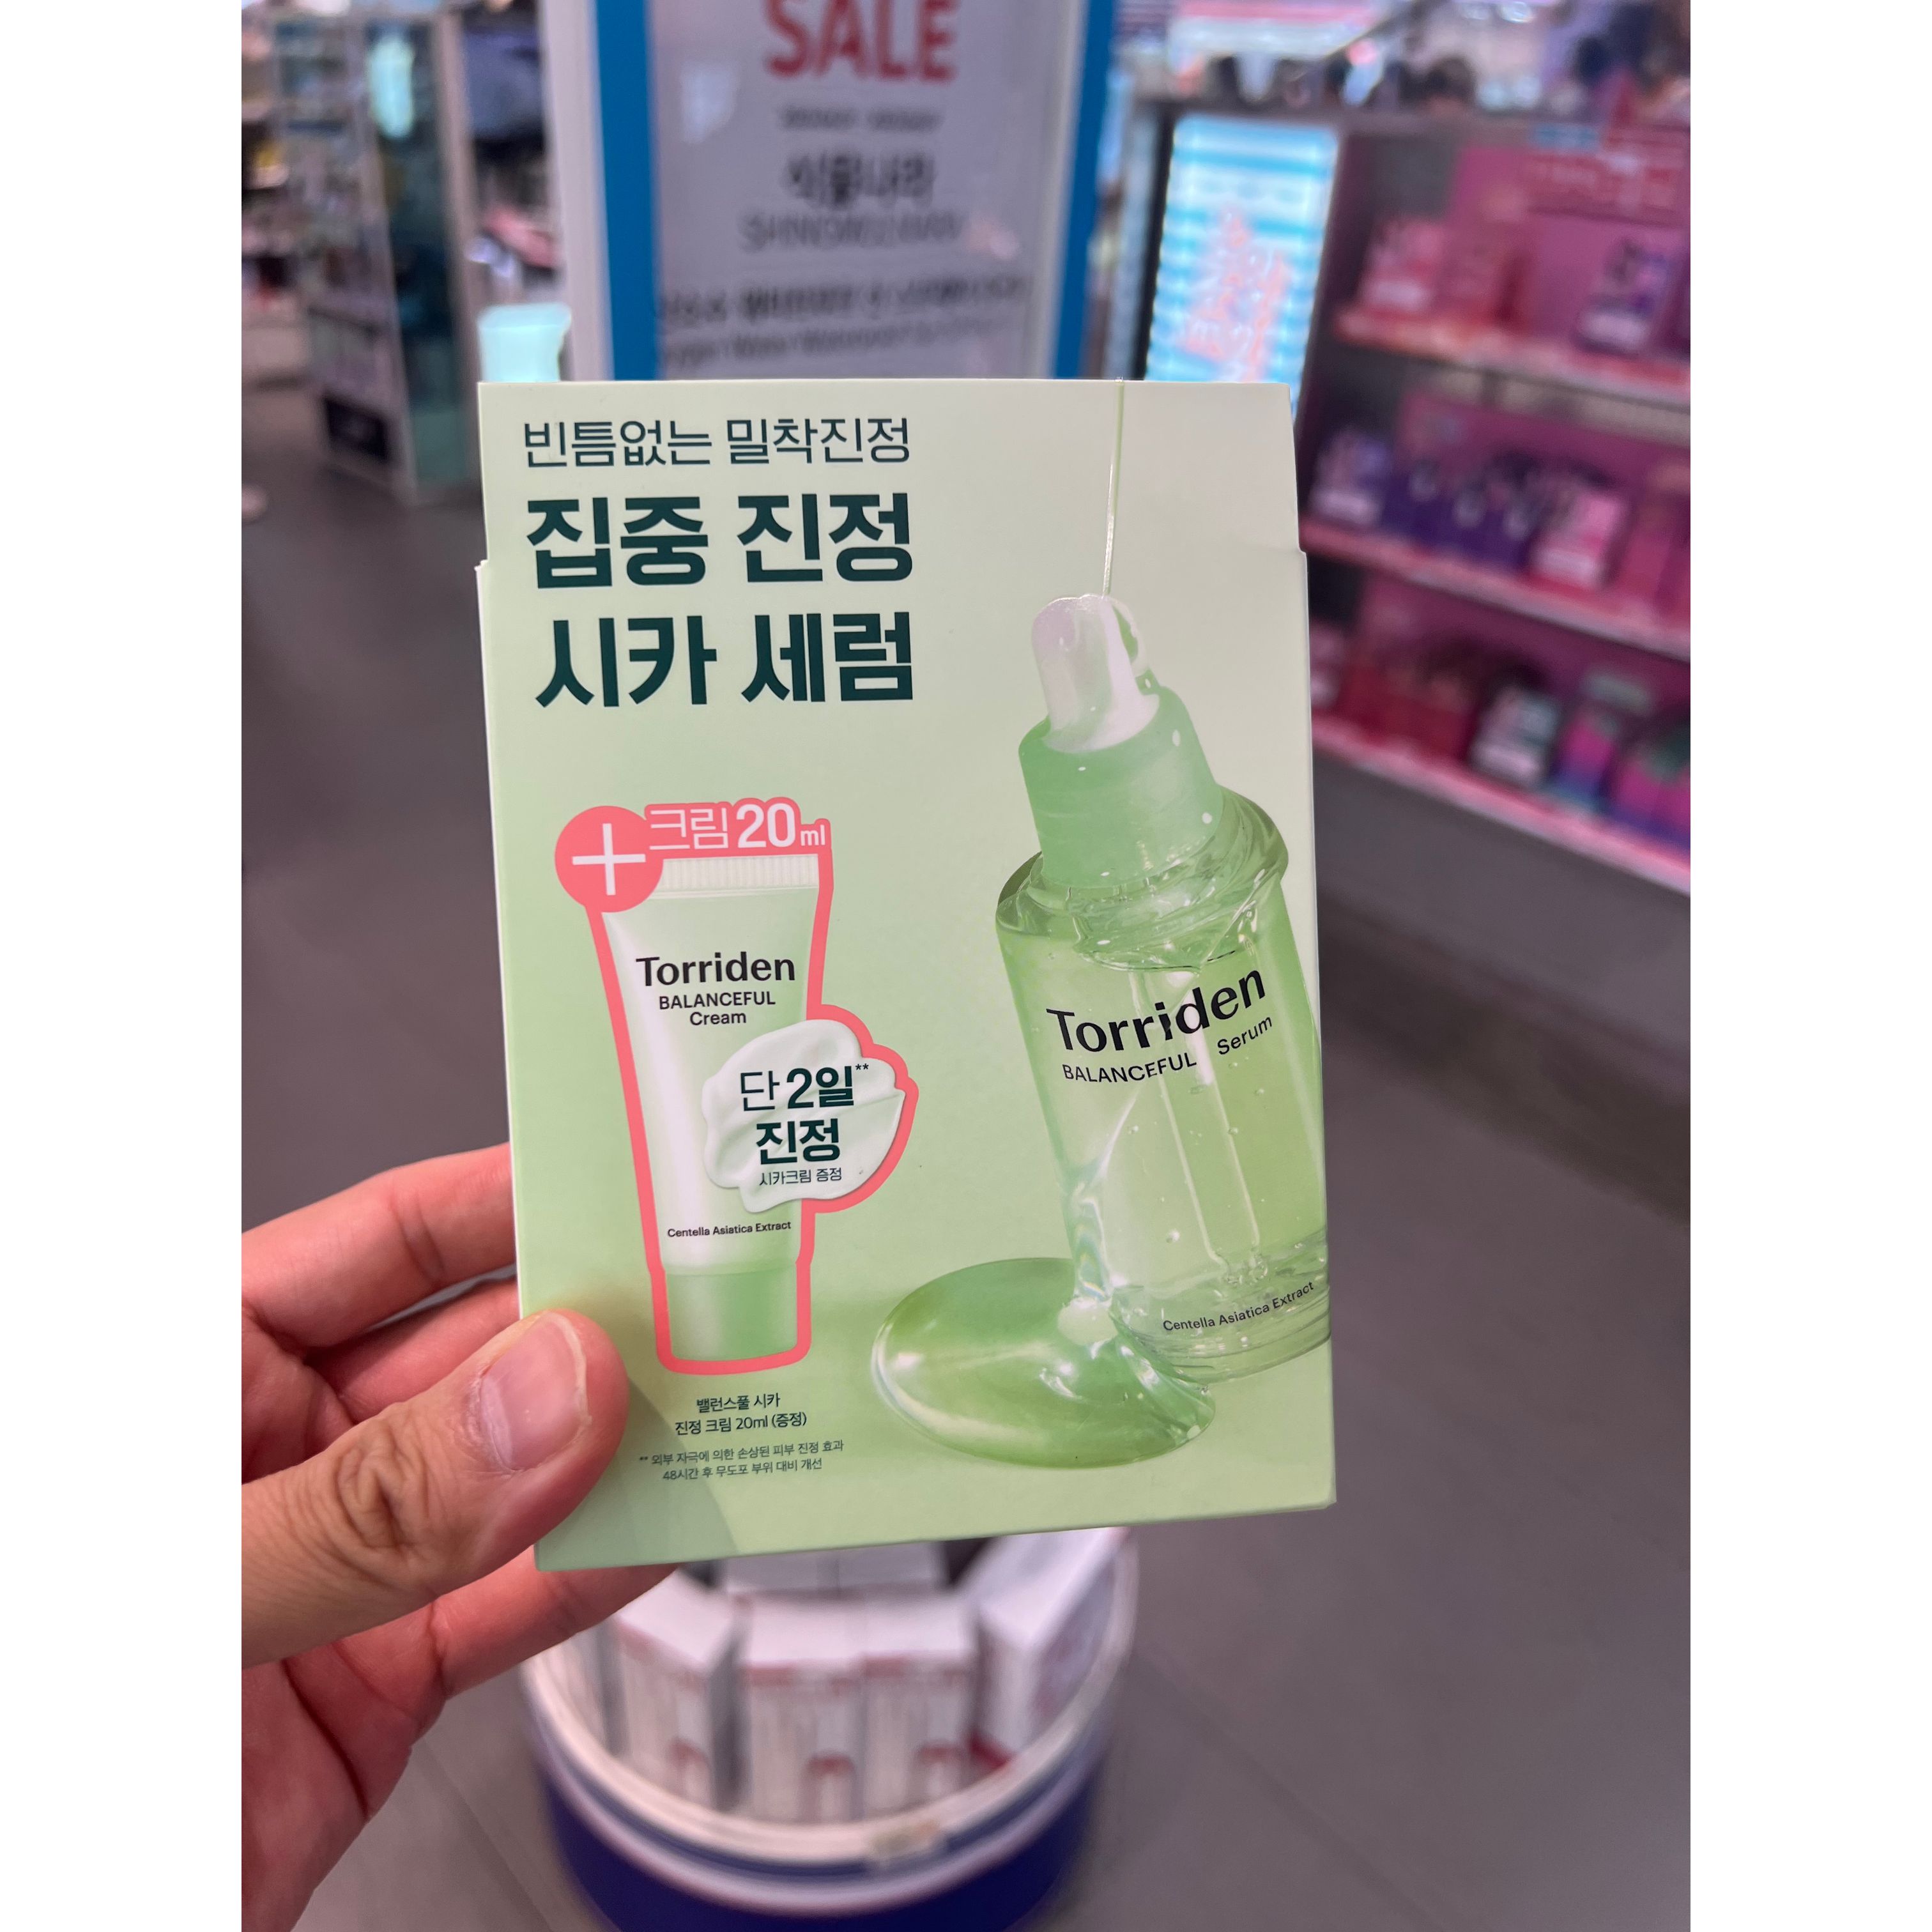 SALE
식물나라
빈틈없는 밀착진정
집중 진정
시카 세럼
+ 크림 20ml
Torriden
BALANCEFUL
Cream
단 2일**
진정
시카크림 증정
Centella Asiatica Extract
밸런스풀 시카
진정 크림 20ml (증정)
** 외부 자극에 의한 손상된 피부 진정 효과
48시간 후 무도포 부위 대비 개선
Torriden
BALANCEFUL Serum
Centella Asiatica Extract